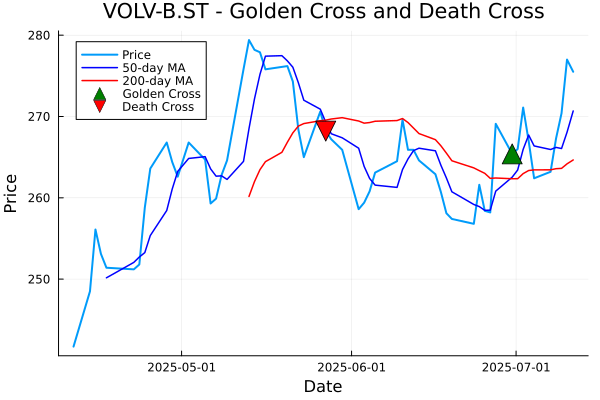 VOLV-B.ST - Golden Cross and Death Cross
280
270
260
250
Price
Price
50-day MA
200-day MA
Golden Cross
Death Cross
2025-05-01
2025-06-01
2025-07-01
Date